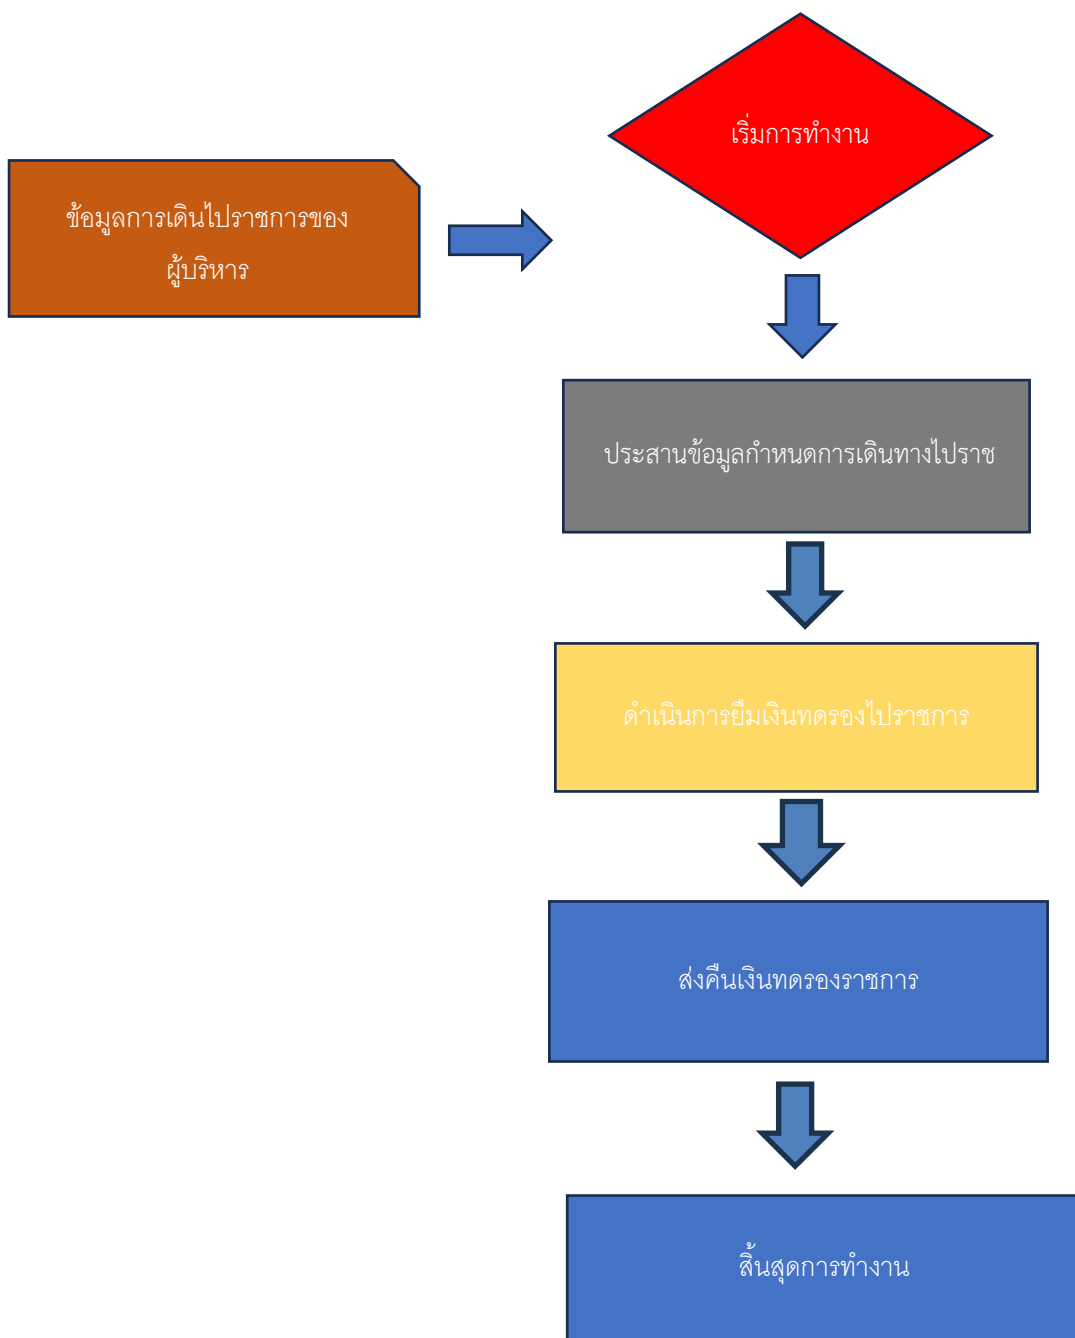 เริ่มการทำงาน
ข้อมูลการเดินไปราชการของ
ผู้บริหาร
ประสานข้อมูลกำหนดการเดินทางไปราช
ดำเนินการยืมเงินทดรองไปราชการ
ส่งคืนเงินทดรองราชการ
สิ้นสุดการทำงาน